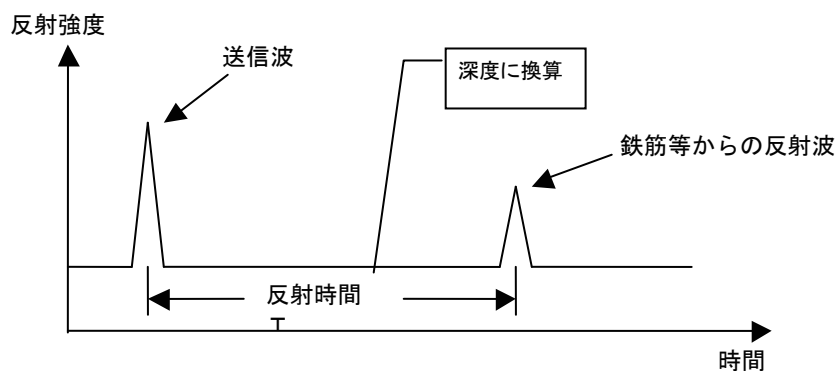 反射強度
送信波
深度に換算
鉄筋等からの反射波
反射時間
T
時間